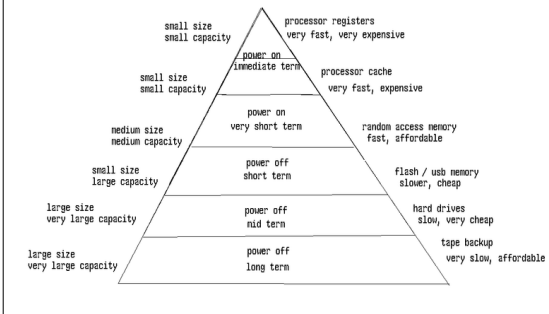 small size
small capacity
processor registers
very fast, very expensive
power on
immediate term
small size
small capacity
processor cache
very fast, expensive
power on
very short term
medium size
medium capacity
random access memory
fast, affordable
power off
short term
small size
large capacity
flash / usb memory
slower, cheap
power off
nid term
large size
very large capacity
hard drives
slow, very cheap
power off
long term
large size
very large capacity
tape backup
very slow, affordable